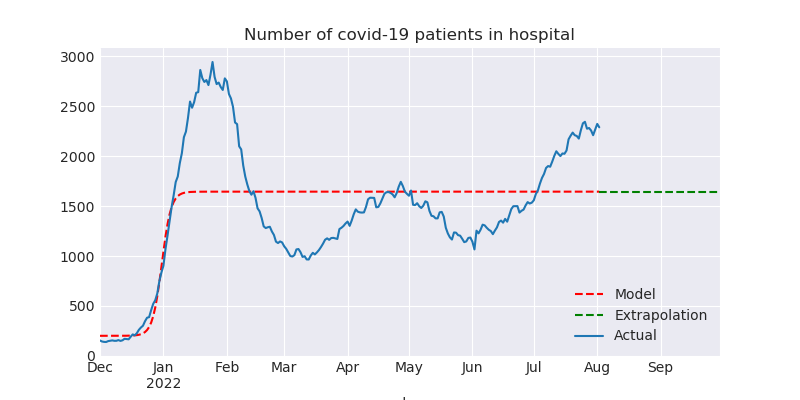 Number of covid-19 patients in hospital
3000
2500
2000
1500
1000
500
0
Model
Extrapolation
Actual
Dec Jan Feb Mar Apr May Jun Jul Aug Sep
2022